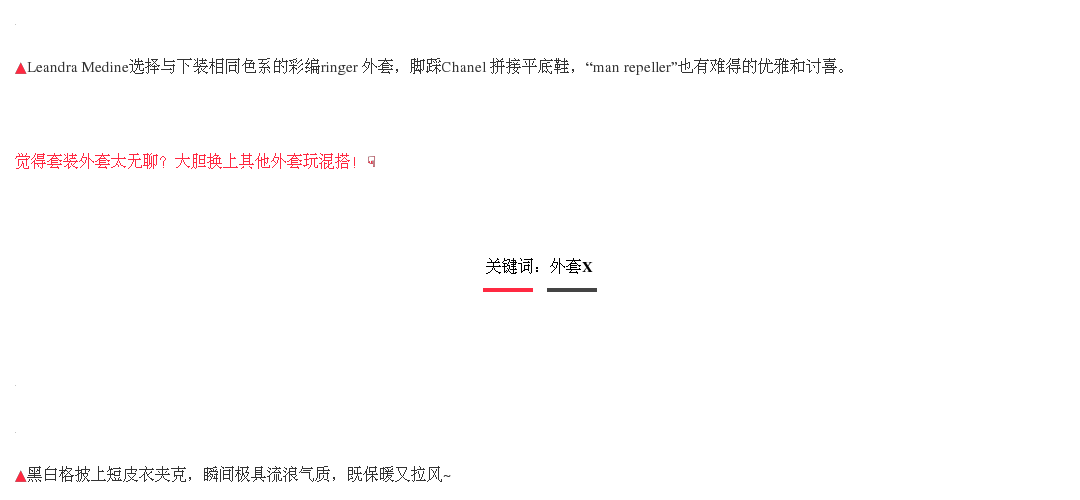 ▲Leandra Medine选择与下装相同色系的彩编ringer 外套，脚踩Chanel 拼接平底鞋，“man repeller”也有难得的优雅和讨喜。
觉得套装外套太无聊？大胆换上其他外套玩混搭！☟
关键词：外套X
▲黑白格披上短皮衣夹克，瞬间极具流浪气质，既保暖又拉风~